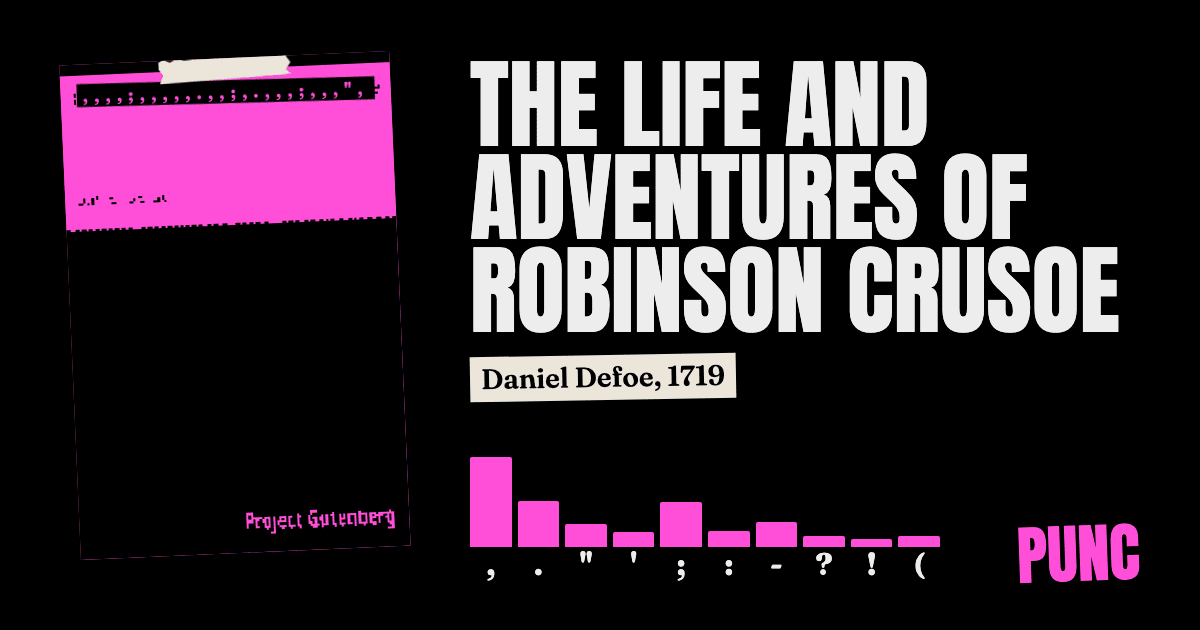 ,,,,;,,,,,,.,,;,.,,,;,,,",
Project Gutenberg
THE LIFE AND
ADVENTURES OF
ROBINSON CRUSOE
Daniel Defoe, 1719
, . " ' ; : - ? ! (
PUNC